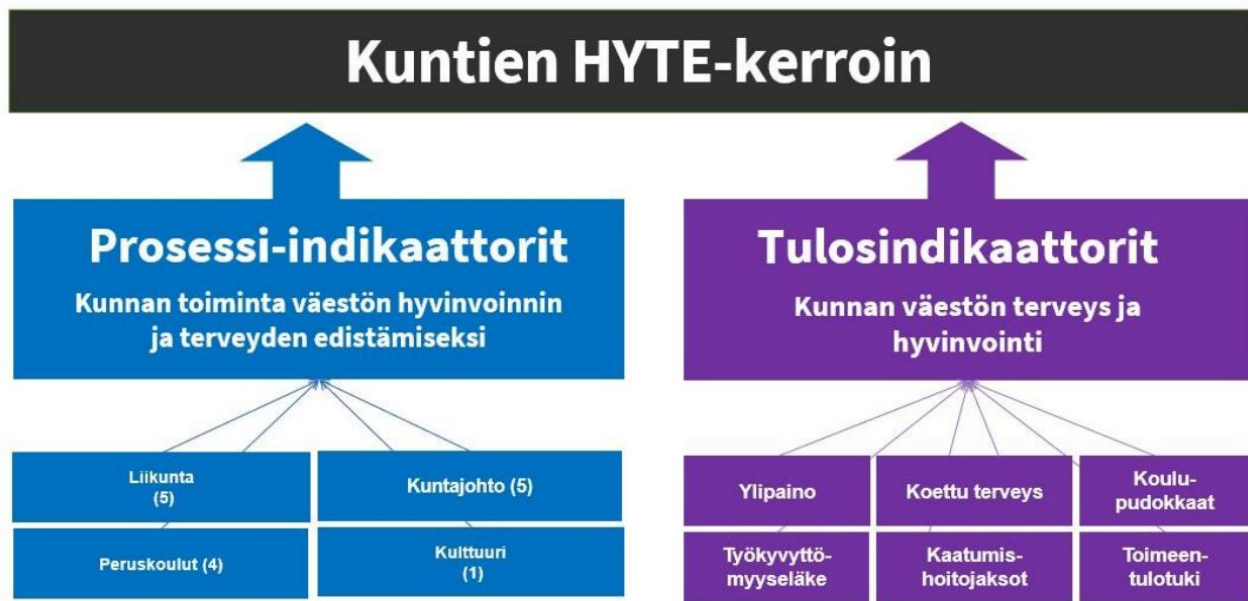 Kuntien HYTE-kerroin
Prosessi-indikaattorit
Kunnan toiminta väestön hyvinvoinnin
ja terveyden edistämiseksi
Liikunta
(5)
Kuntajohto (5)
Peruskoulut (4)
Kulttuuri
(1)
Tulosindikaattorit
Kunnan väestön terveys ja
hyvinvointi
Ylipaino
Koettu terveys
Koulu-
pudokkaat
Työkyvyttö-
myyseläke
Kaatumis-
hoitojaksot
Toimeen-
tulotuki